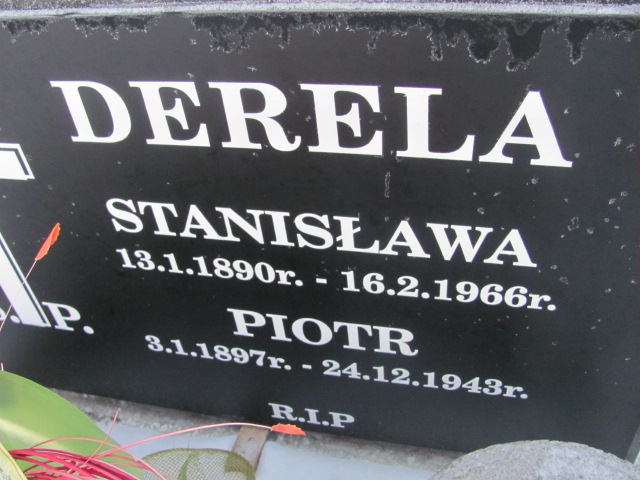 DERELA
STANISŁAWA
13.1.1890r. - 16.2.1966r.
P.
PIOTR
3.1.1897r. - 24.12.1943r.
R.I.P